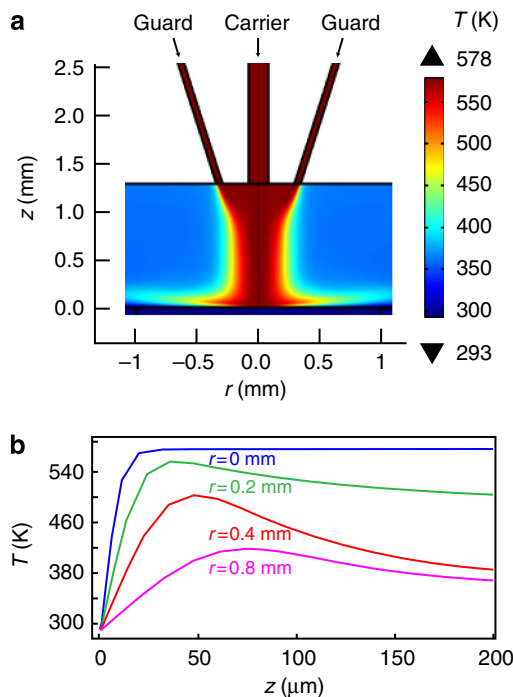 a
Guard Carrier Guard
T (K)
578
550
500
450
400
350
300
293
2.5
2.0
1.5
1.0
0.5
0.0
z (mm)
−1 −0.5 0.0 0.5 1
r (mm)
b
540
460
380
300
T (K)
r=0 mm
r=0.2 mm
r=0.4 mm
r=0.8 mm
0 50 100 150 200
z (μm)